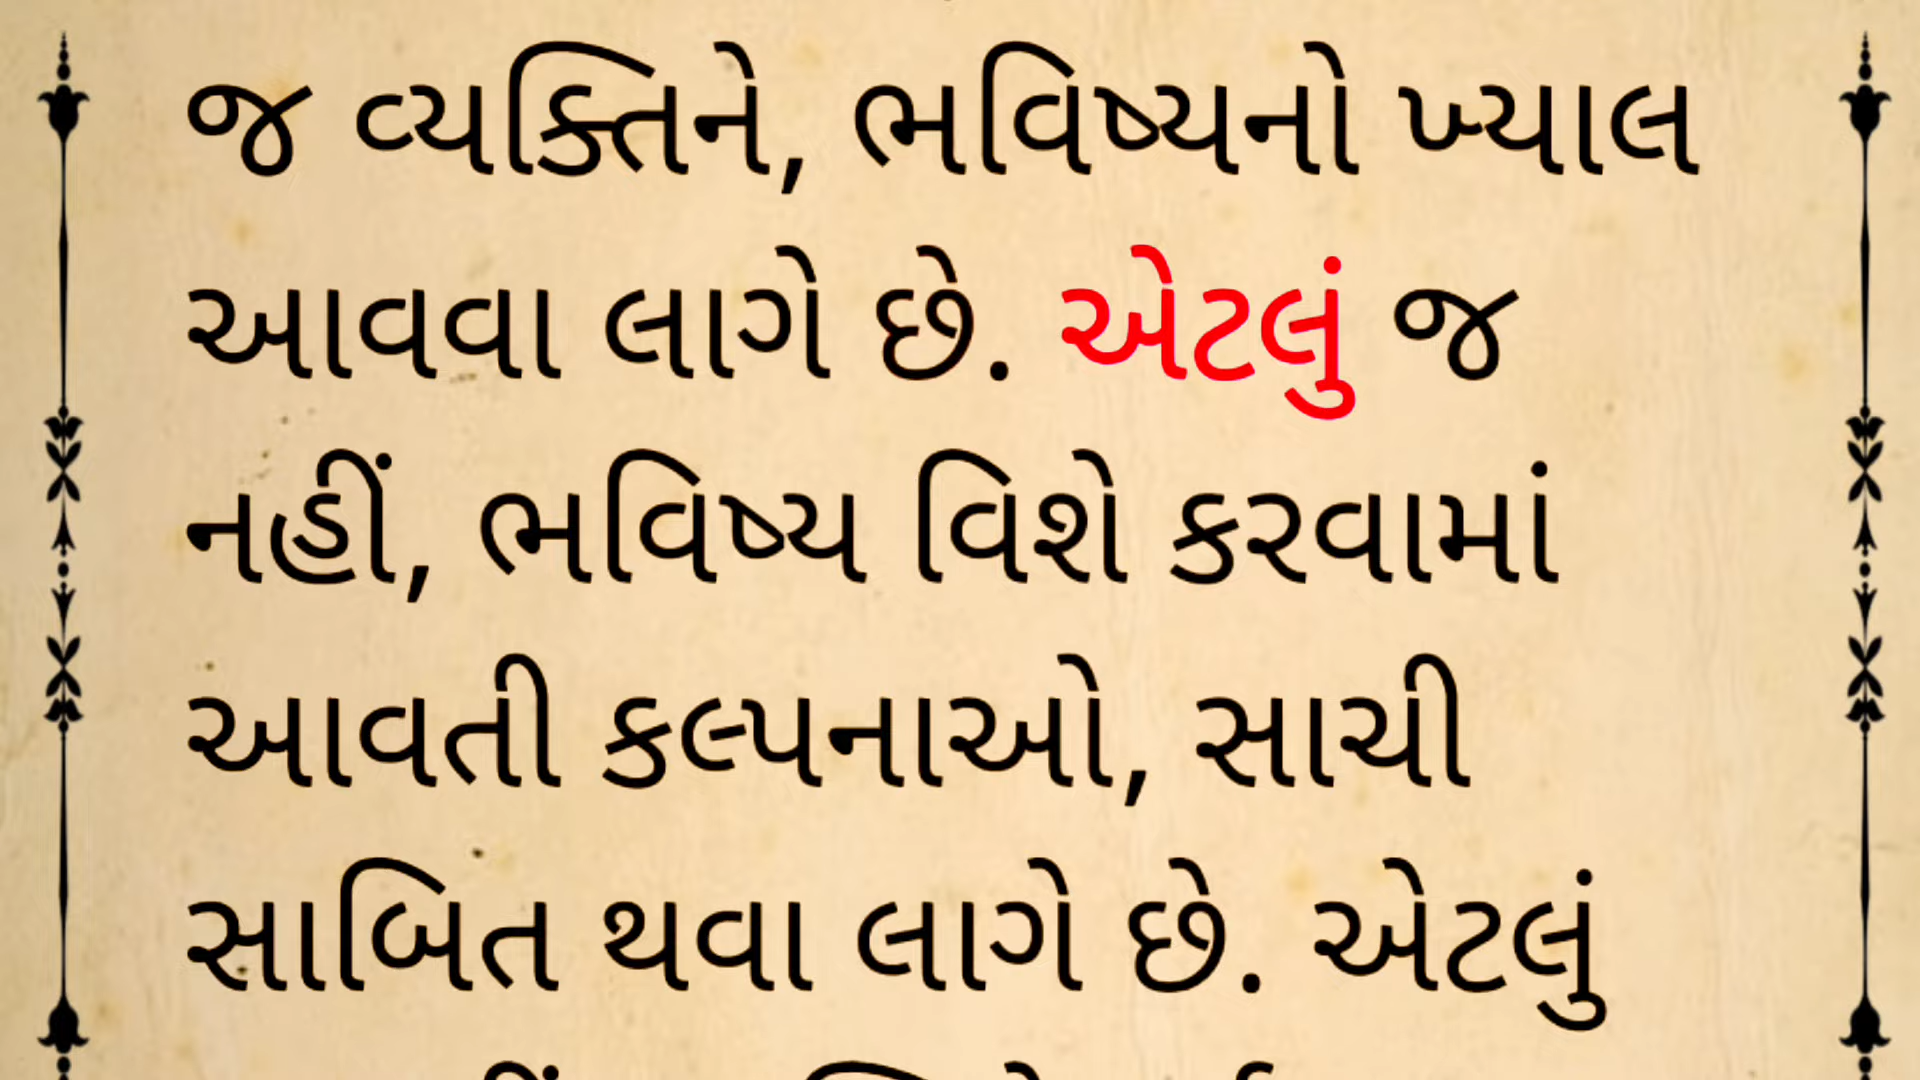 જ વ્યક્તિને, ભવિષ્યનો ખ્યાલ
આવવા લાગે છે. એટલું જ
નહીં, ભવિષ્ય વિશે કરવામાં
આવતી કલ્પનાઓ, સાચી
સાબિત થવા લાગે છે. એટલું